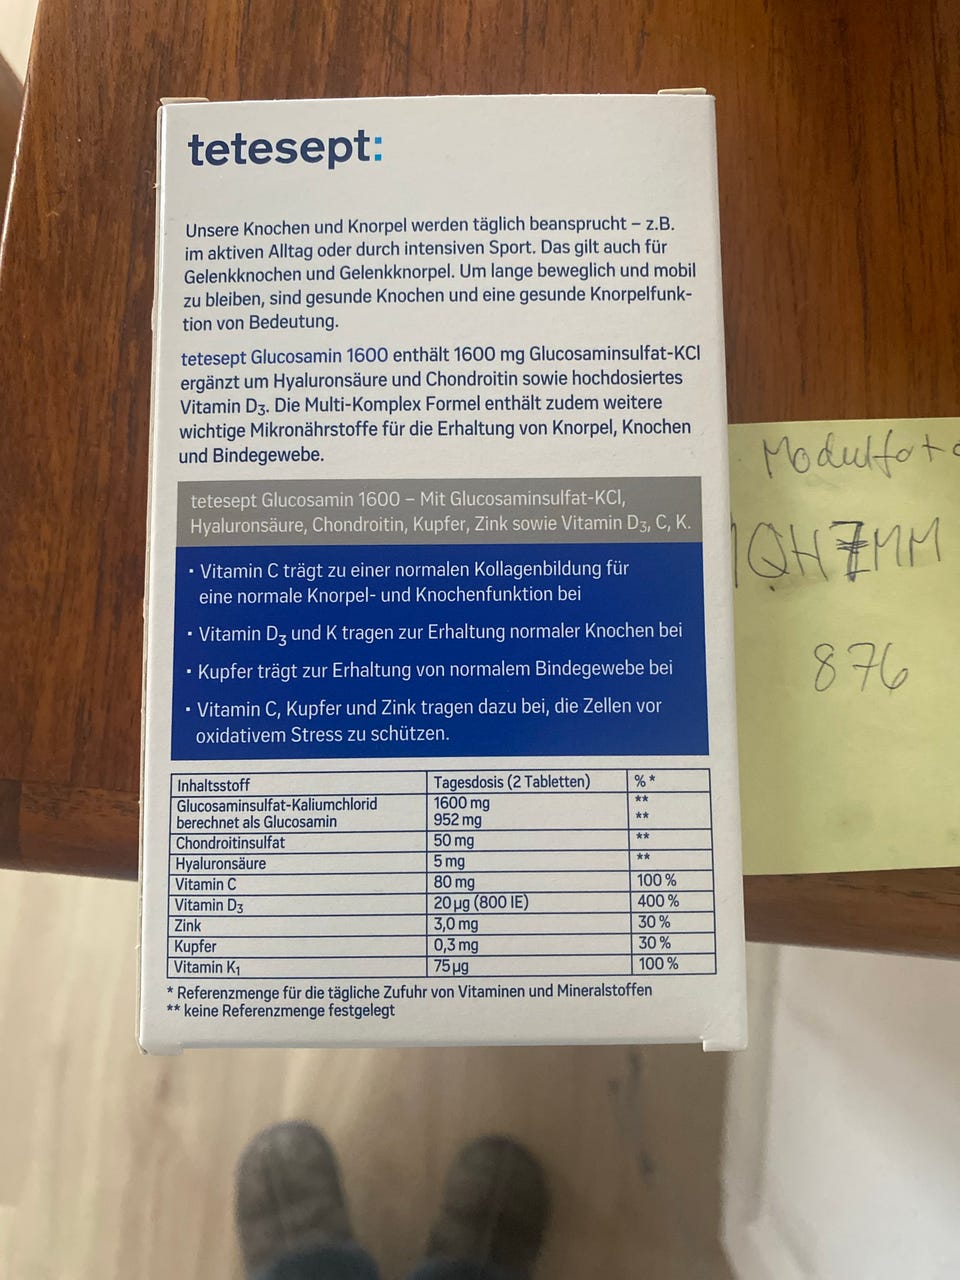 tetesept:
Unsere Knochen und Knorpel werden täglich beansprucht – z.B.
im aktiven Alltag oder durch intensiven Sport. Das gilt auch für
Gelenkknochen und Gelenkknorpel. Um lange beweglich und mobil
zu bleiben, sind gesunde Knochen und eine gesunde Knorpelfunk-
tion von Bedeutung.
tetesept Glucosamin 1600 enthält 1600 mg Glucosaminsulfat-KCl
ergänzt um Hyaluronsäure und Chondroitin sowie hochdosiertes
Vitamin D3. Die Multi-Komplex Formel enthält zudem weitere
wichtige Mikronährstoffe für die Erhaltung von Knorpel, Knochen
und Bindegewebe.
tetesept Glucosamin 1600 – Mit Glucosaminsulfat-KCl,
Hyaluronsäure, Chondroitin, Kupfer, Zink sowie Vitamin D3, C, K.
· Vitamin C trägt zu einer normalen Kollagenbildung für
eine normale Knorpel- und Knochenfunktion bei
· Vitamin D3 und K tragen zur Erhaltung normaler Knochen bei
· Kupfer trägt zur Erhaltung von normalem Bindegewebe bei
· Vitamin C, Kupfer und Zink tragen dazu bei, die Zellen vor
oxidativem Stress zu schützen.
Inhaltsstoff Tagesdosis (2 Tabletten) % *
Glucosaminsulfat-Kaliumchlorid 1600 mg **
berechnet als Glucosamin 952 mg **
Chondroitinsulfat 50 mg **
Hyaluronsäure 5 mg **
Vitamin C 80 mg 100 %
Vitamin D3 20 µg (800 IE) 400 %
Zink 3,0 mg 30 %
Kupfer 0,3 mg 30 %
Vitamin K1 75 µg 100 %
* Referenzmenge für die tägliche Zufuhr von Vitaminen und Mineralstoffen
** keine Referenzmenge festgelegt
QH7MM
876